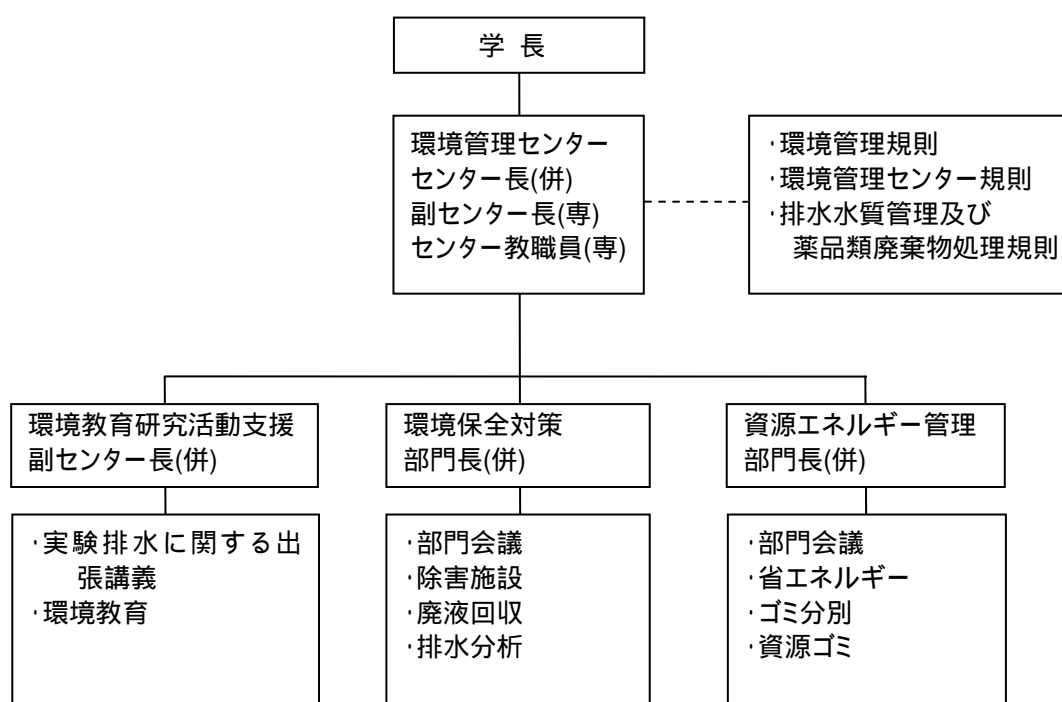 学 長
環境管理センター
センター長(併)
副センター長(専)
センター教職員(専)
・環境管理規則
・環境管理センター規則
・排水水質管理及び
薬品類廃棄物処理規則
環境教育研究活動支援
副センター長(併)
環境保全対策
部門長(併)
資源エネルギー管理
部門長(併)
・実験排水に関する出
張講義
・環境教育
・部門会議
・除害施設
・廃液回収
・排水分析
・部門会議
・省エネルギー
・ゴミ分別
・資源ゴミ